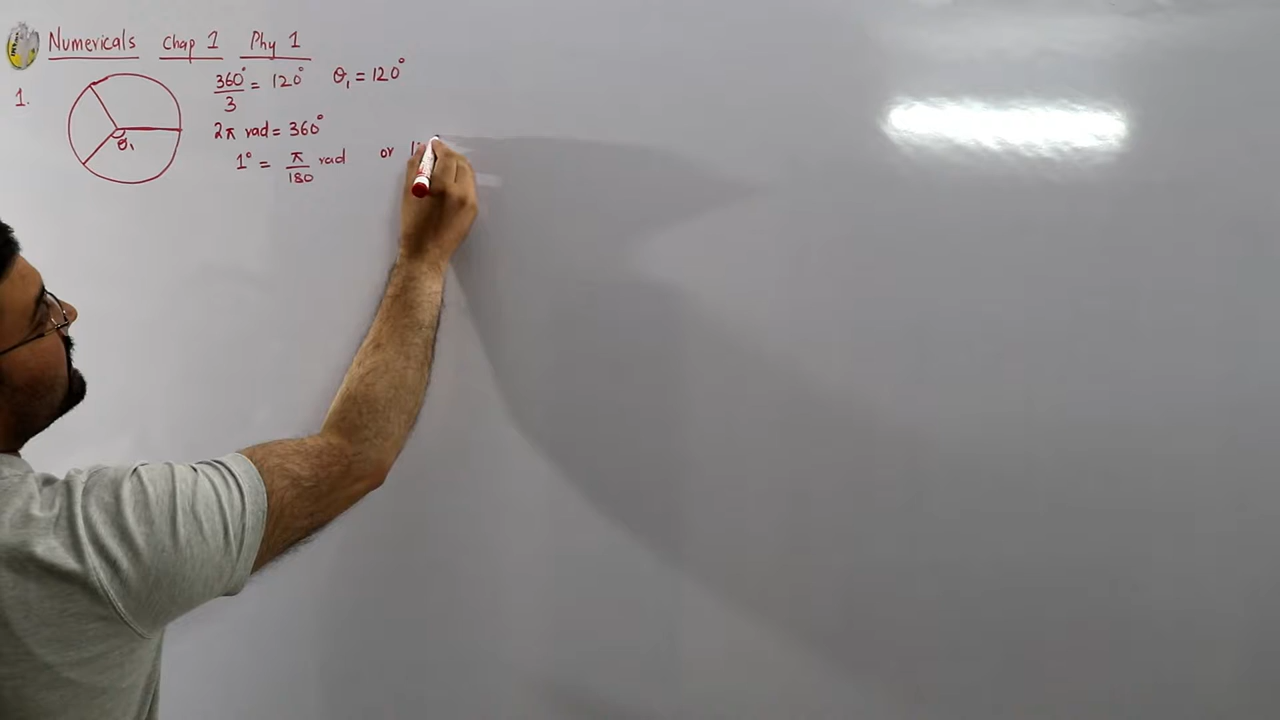 Numericals Chap 1 Phy 1
1.
360°/3 = 120° θ₁ = 120°
2π rad = 360°
θ₁
1° = π/180 rad or